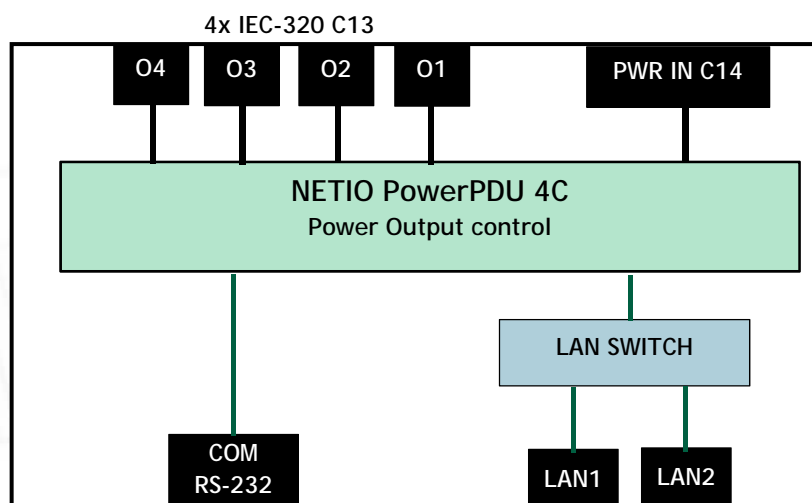 4x IEC-320 C13
O4
O3
O2
O1
PWR IN C14
NETIO PowerPDU 4C
Power Output control
LAN SWITCH
COM
RS-232
LAN1
LAN2